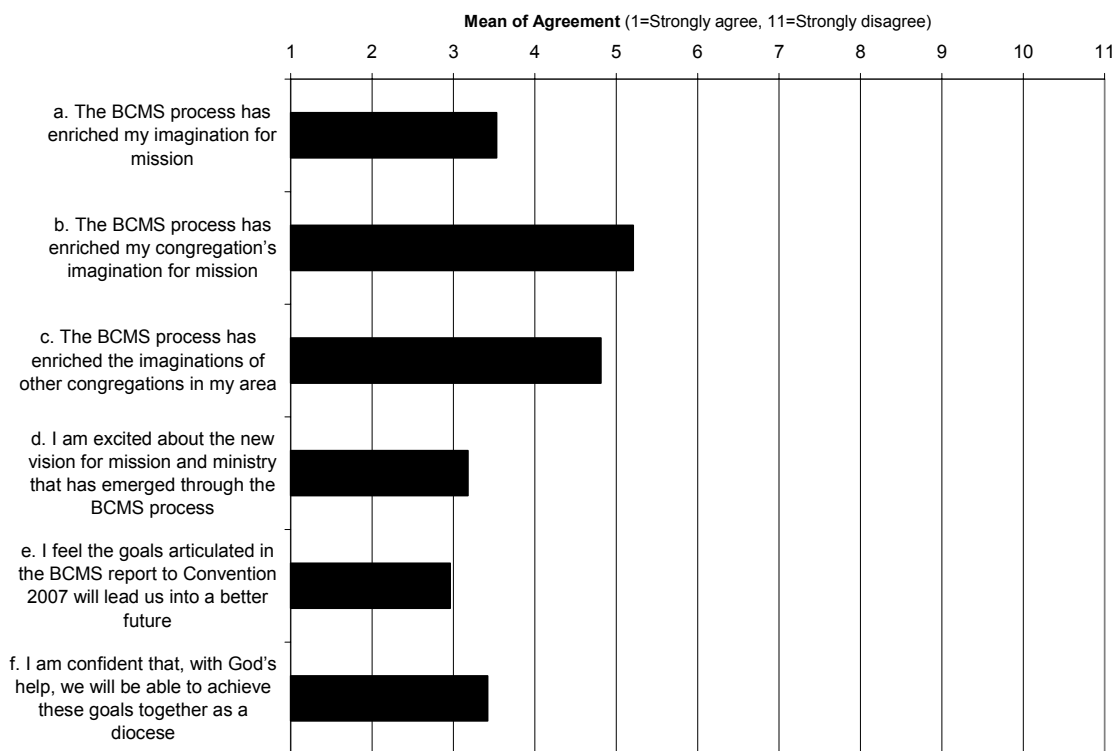 Mean of Agreement (1=Strongly agree, 11=Strongly disagree)
1 2 3 4 5 6 7 8 9 10 11
a. The BCMS process has
enriched my imagination for
mission
b. The BCMS process has
enriched my congregation’s
imagination for mission
c. The BCMS process has
enriched the imaginations of
other congregations in my area
d. I am excited about the new
vision for mission and ministry
that has emerged through the
BCMS process
e. I feel the goals articulated in
the BCMS report to Convention
2007 will lead us into a better
future
f. I am confident that, with God’s
help, we will be able to achieve
these goals together as a
diocese